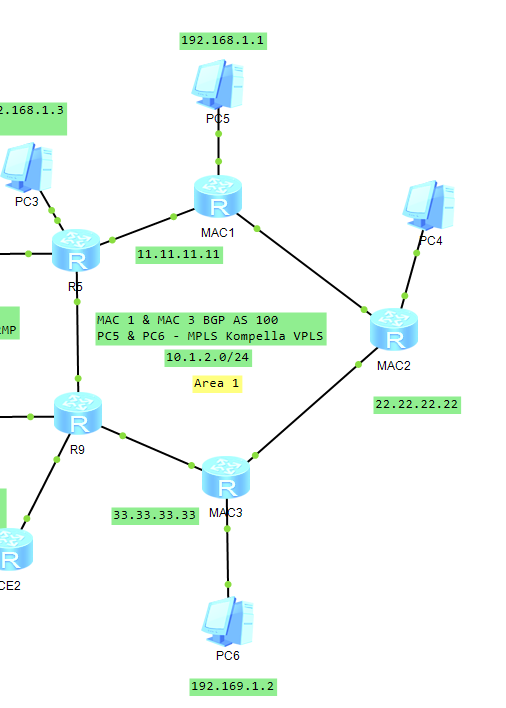 192.168.1.1
PC5
2.168.1.3
PC3
R
MAC1
PC4
R
R5
11.11.11.11
MAC 1 & MAC 3 BGP AS 100
PC5 & PC6 - MPLS Kompella VPLS
10.1.2.0/24
Area 1
RMP
R
MAC2
22.22.22.22
R
R9
R
MAC3
33.33.33.33
R
CE2
PC6
192.169.1.2